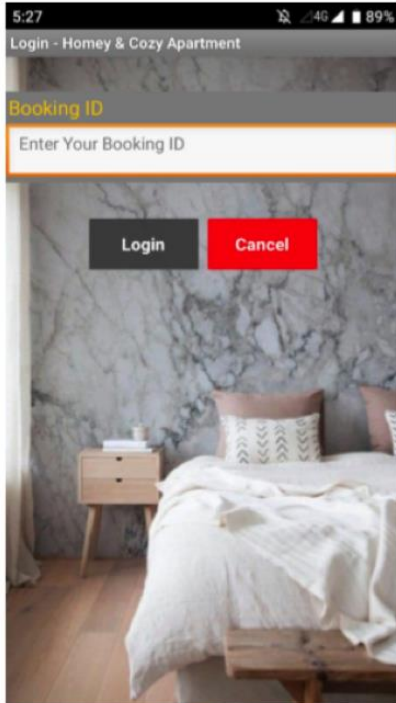 5:27 4G 89%
Login - Homey & Cozy Apartment
Booking ID
Enter Your Booking ID
Login Cancel